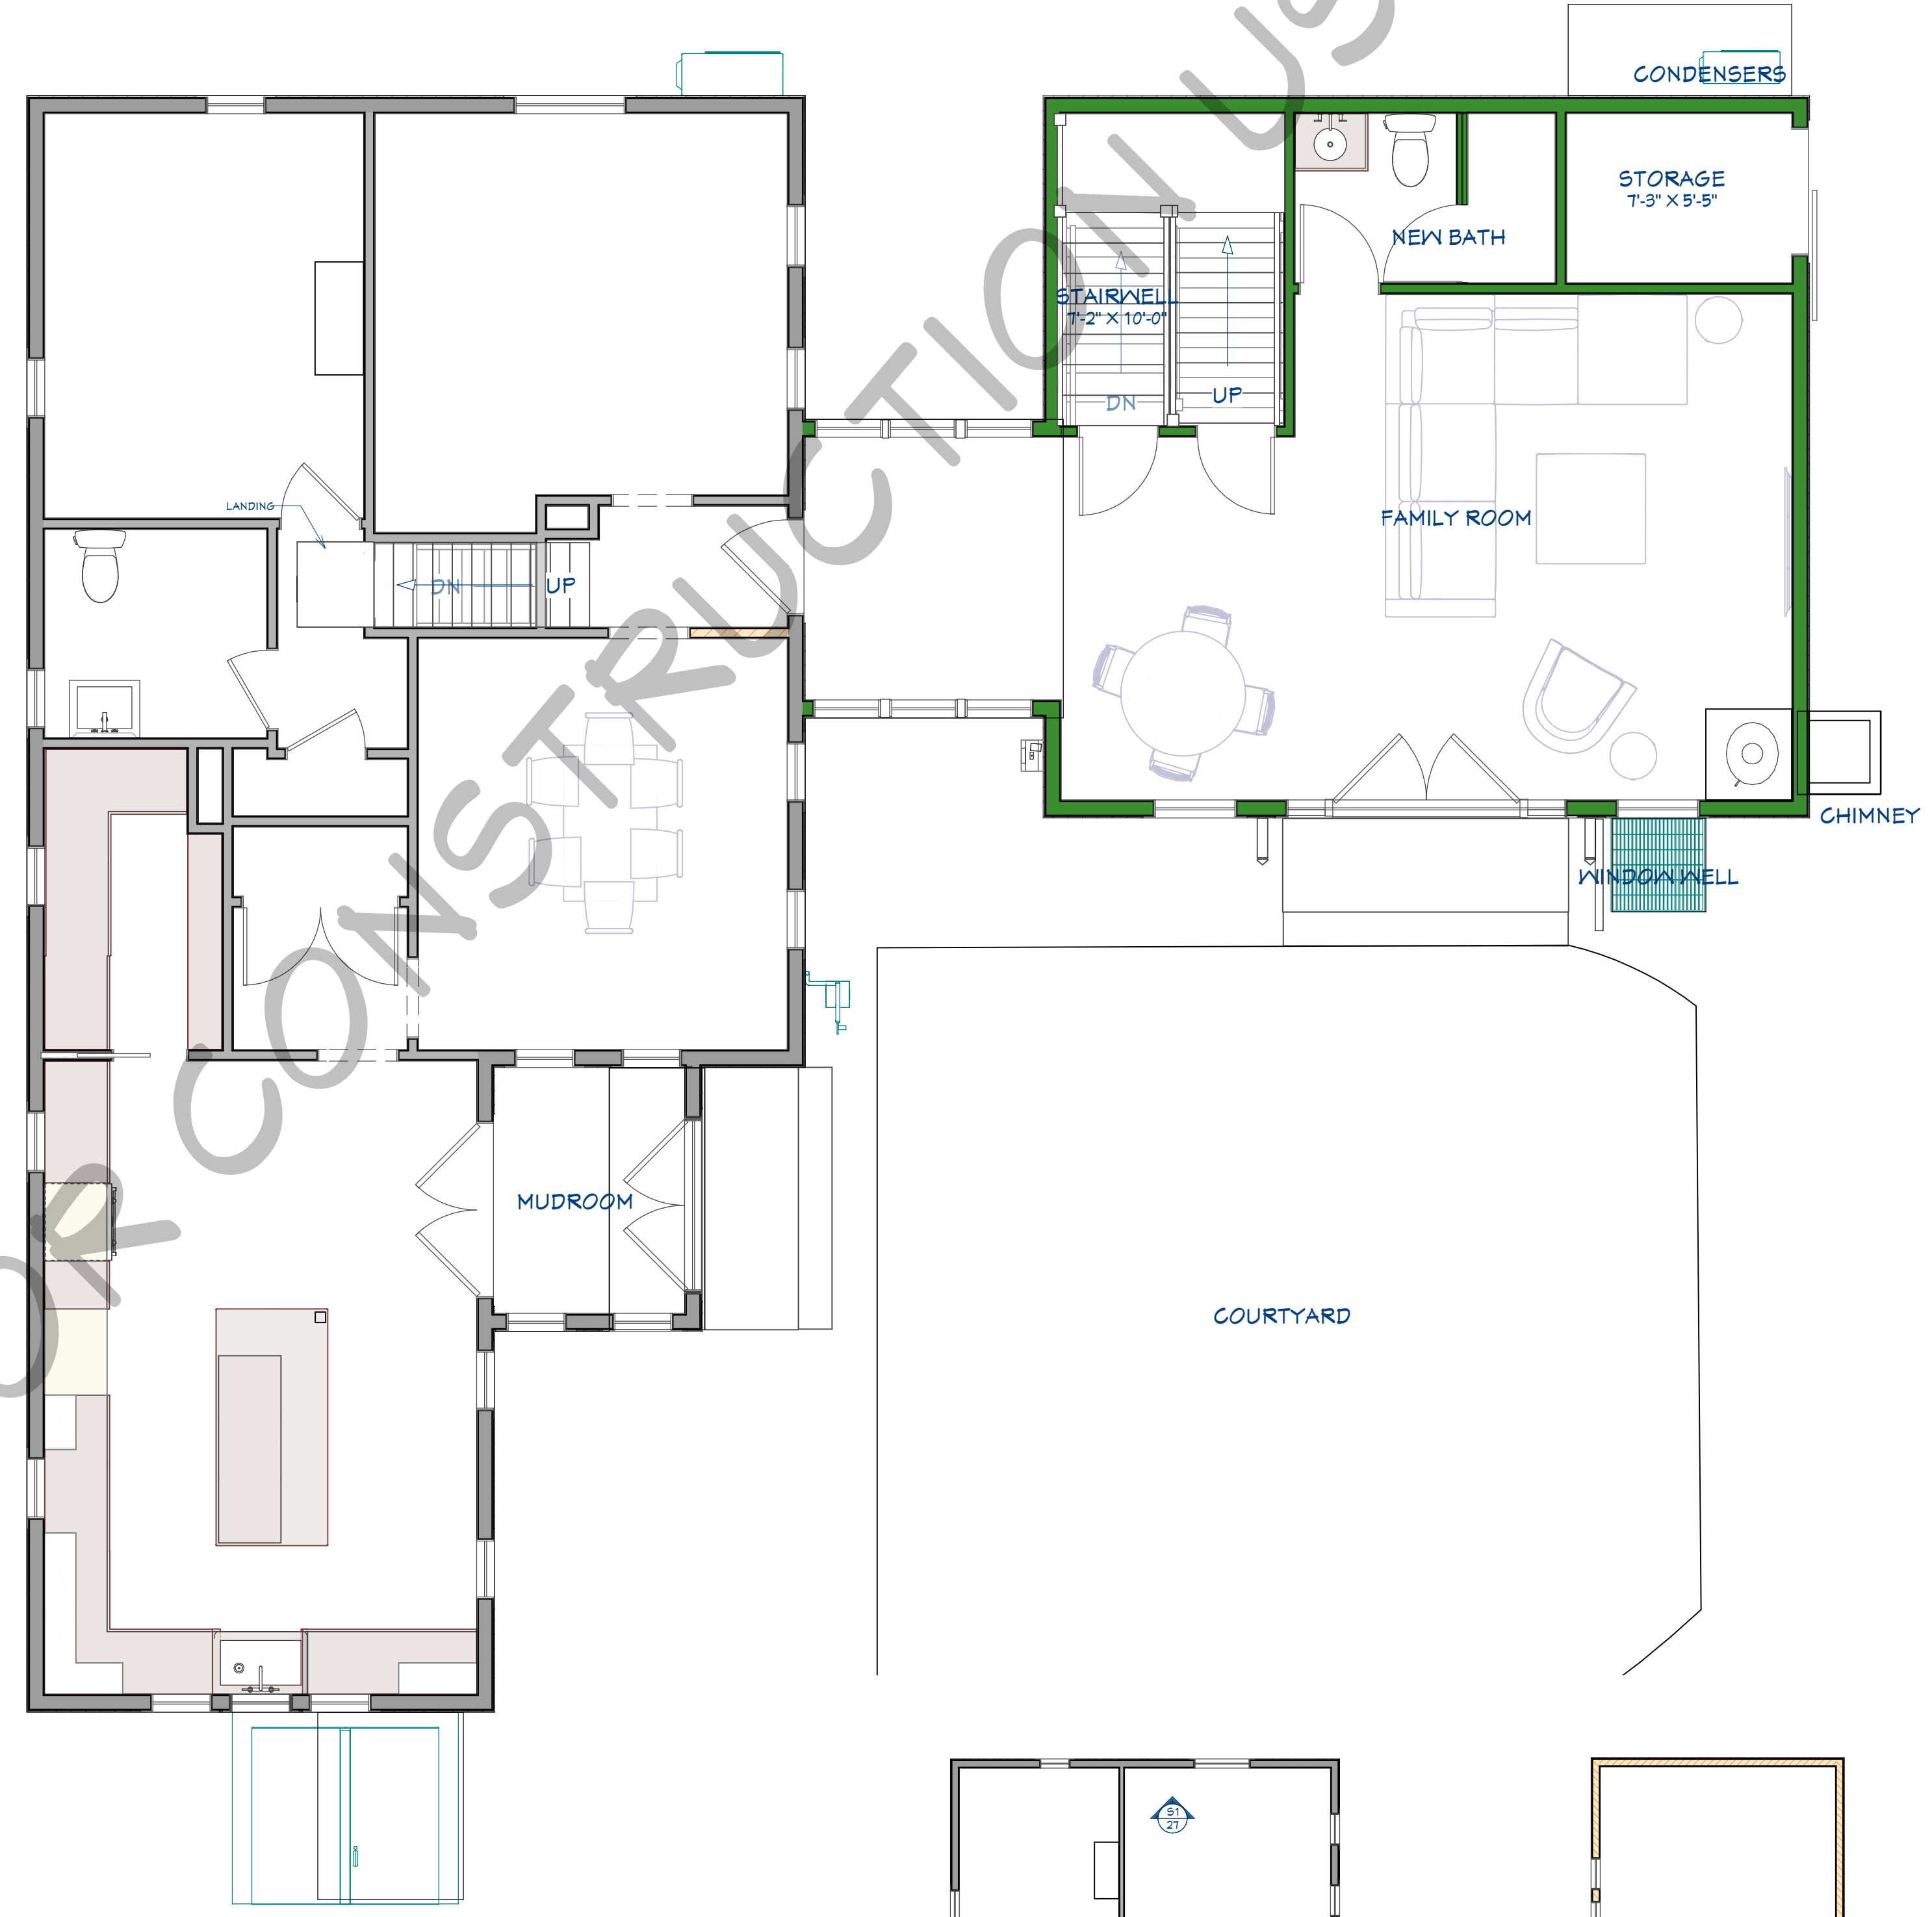 CONDENSERS
STORAGE
7'-3" X 5'-5"
NEW BATH
STAIRWELL
7'-2" X 10'-0"
DN
UP
LANDING
FAMILY ROOM
DN
UP
CHIMNEY
WINDOW WELL
MUDROOM
COURTYARD
OR CONSTRUCTION US
S1
27